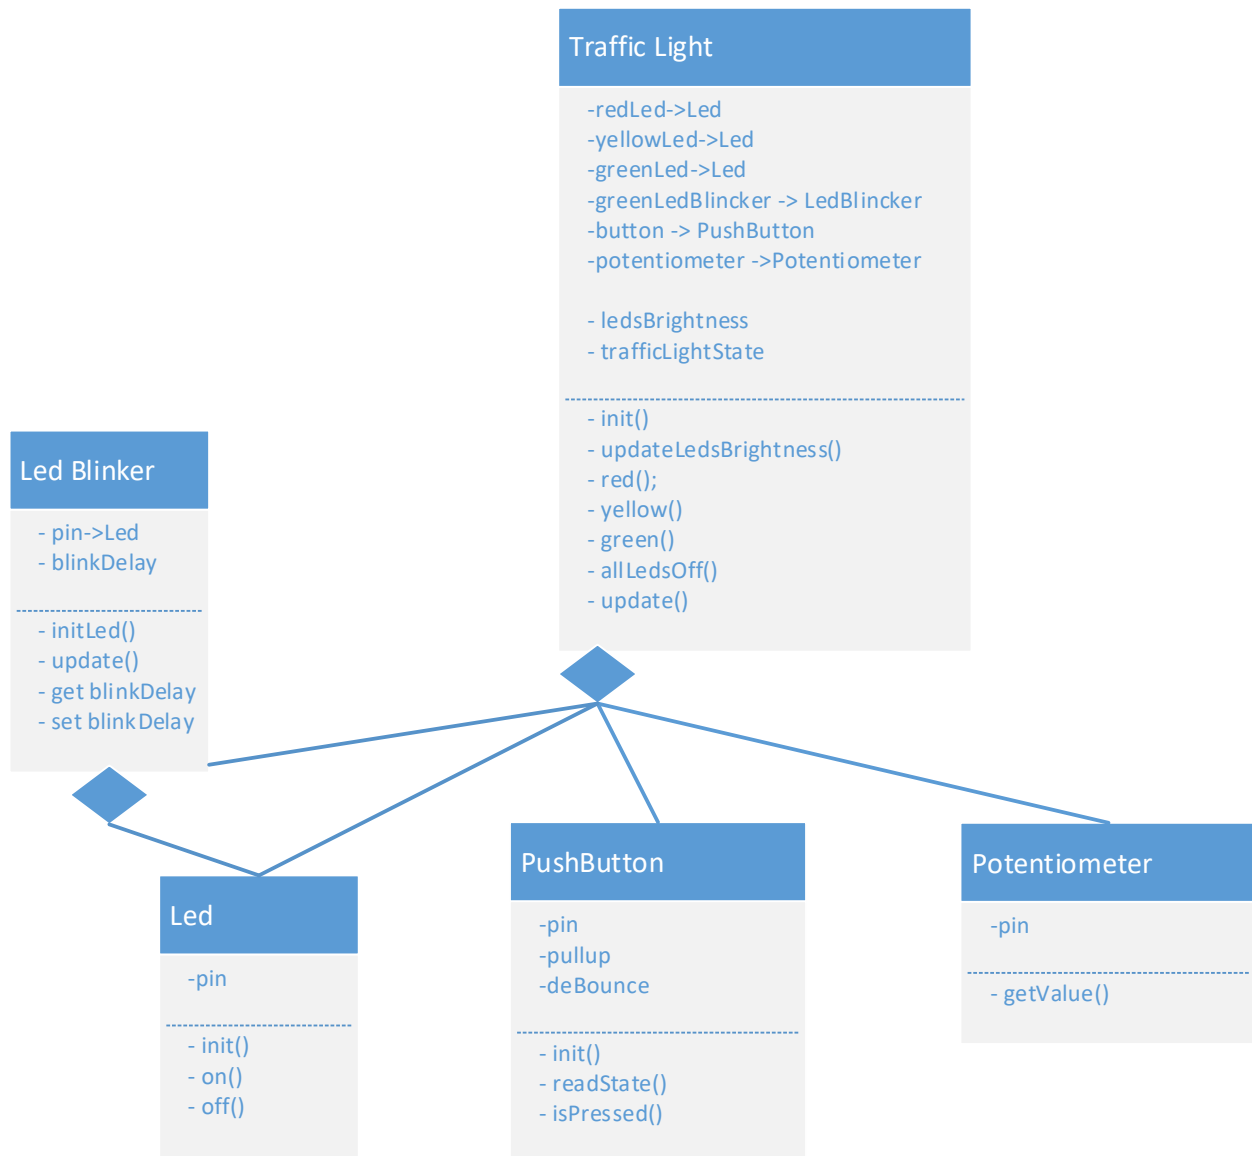 Traffic Light
-redLed->Led
-yellowLed->Led
-greenLed->Led
-greenLedBlincker -> LedBlincker
-button -> PushButton
-potentiometer ->Potentiometer
- ledsBrightness
- trafficLightState
- init()
- updateLedsBrightness()
- red();
- yellow()
- green()
- allLedsOff()
- update()
Led Blinker
- pin->Led
- blinkDelay
- initLed()
- update()
- get blinkDelay
- set blinkDelay
Led
-pin
- init()
- on()
- off()
PushButton
-pin
-pullup
-deBounce
- init()
- readState()
- isPressed()
Potentiometer
-pin
- getValue()